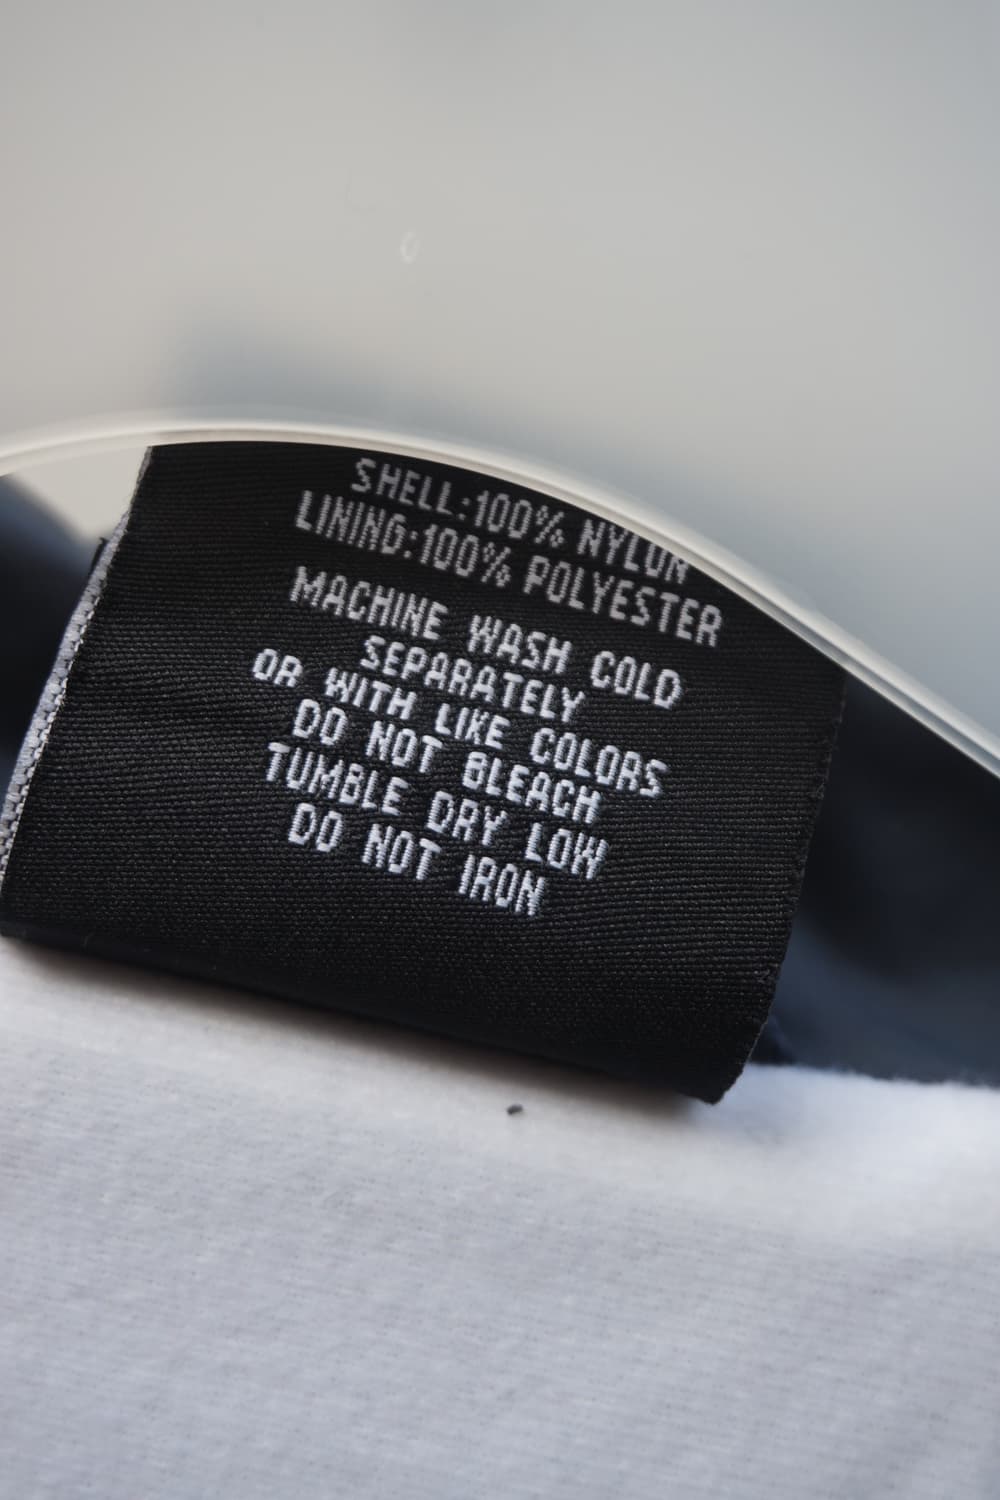 SHELL:100% NYLON
LINING:100% POLYESTER
MACHINE WASH COLD
SEPARATELY
OR WITH LIKE COLORS
DO NOT BLEACH
TUMBLE DRY LOW
DO NOT IRON